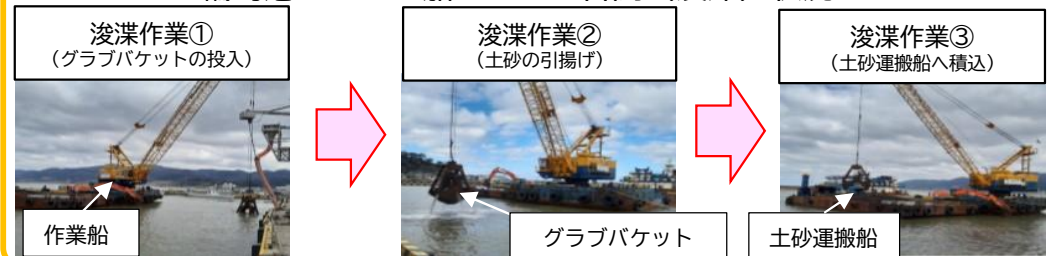 浚渫作業①
(グラブバケットの投入)
浚渫作業②
(土砂の引揚げ)
浚渫作業③
(土砂運搬船へ積込)
作業船
グラブバケット
土砂運搬船